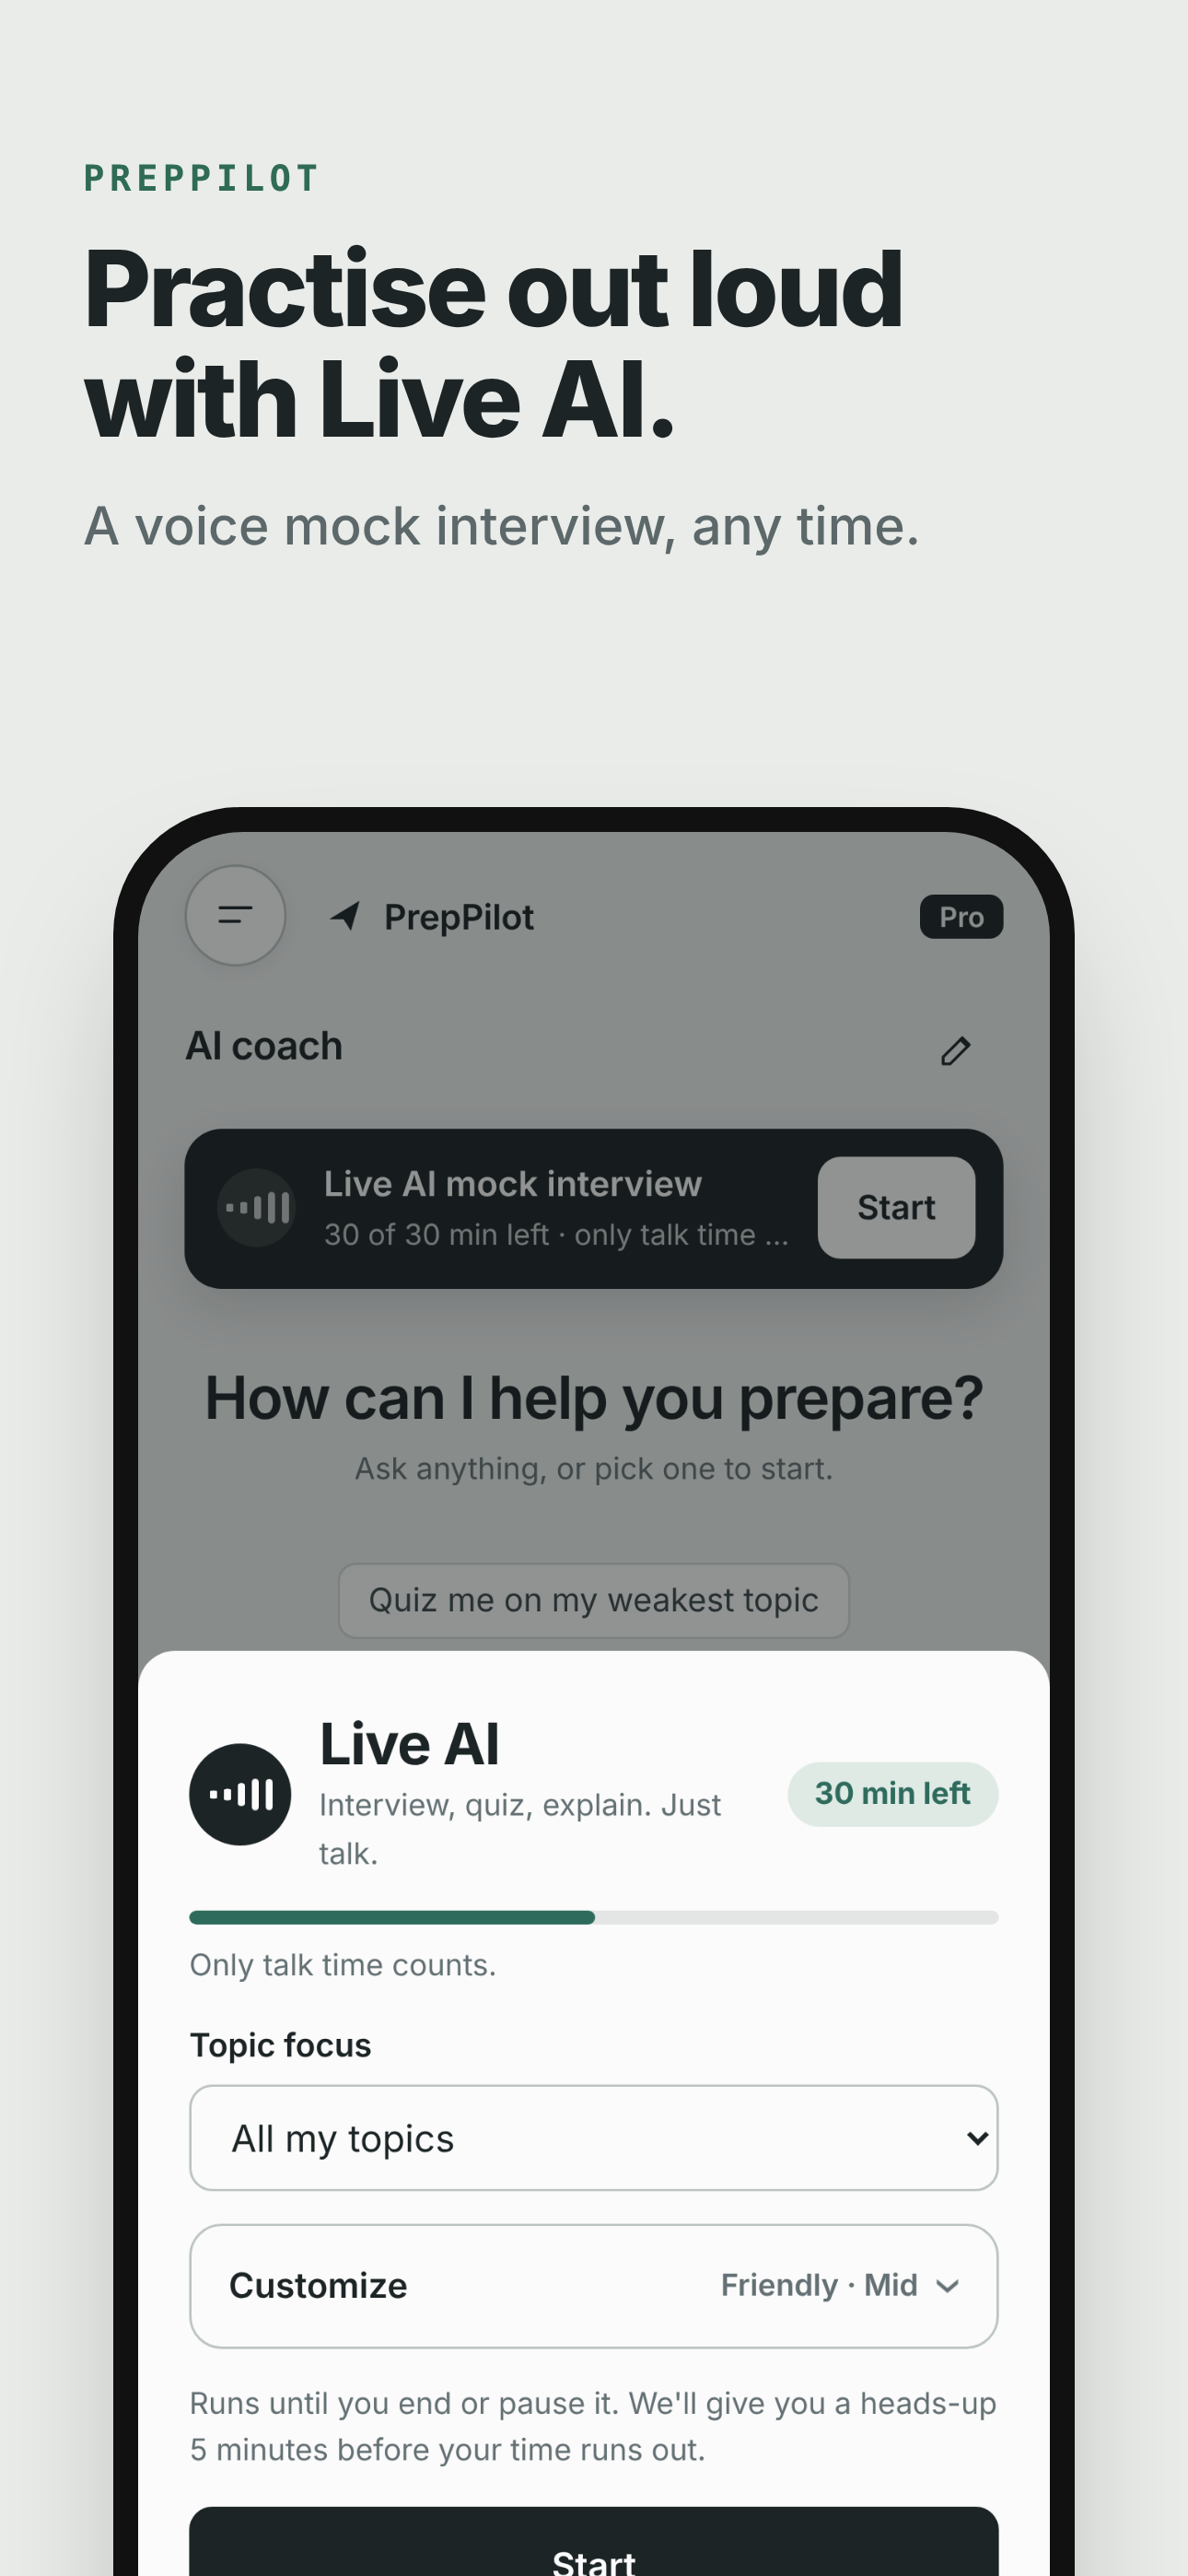 PREPPILOT
Practise out loud
with Live AI.
A voice mock interview, any time.
PrepPilot
Pro
AI coach
Live AI mock interview
30 of 30 min left · only talk time ...
Start
How can I help you prepare?
Ask anything, or pick one to start.
Quiz me on my weakest topic
Live AI
Interview, quiz, explain. Just
talk.
30 min left
Only talk time counts.
Topic focus
All my topics
Customize
Friendly · Mid
Runs until you end or pause it. We'll give you a heads-up
5 minutes before your time runs out.
Start